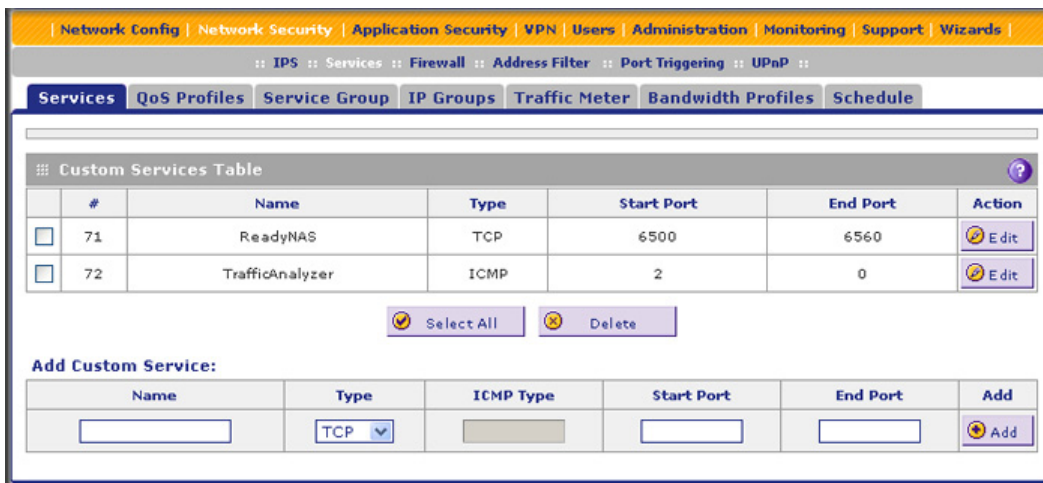 | Network Config | Network Security | Application Security | VPN | Users | Administration | Monitoring | Support | Wizards |
:: IPS :: Services :: Firewall :: Address Filter :: Port Triggering :: UPnP ::
Services QoS Profiles Service Group IP Groups Traffic Meter Bandwidth Profiles Schedule
Custom Services Table ?
# Name Type Start Port End Port Action
71 ReadyNAS TCP 6500 6560 Edit
72 TrafficAnalyzer ICMP 2 0 Edit
Select All Delete
Add Custom Service:
Name Type ICMP Type Start Port End Port Add
TCP Add